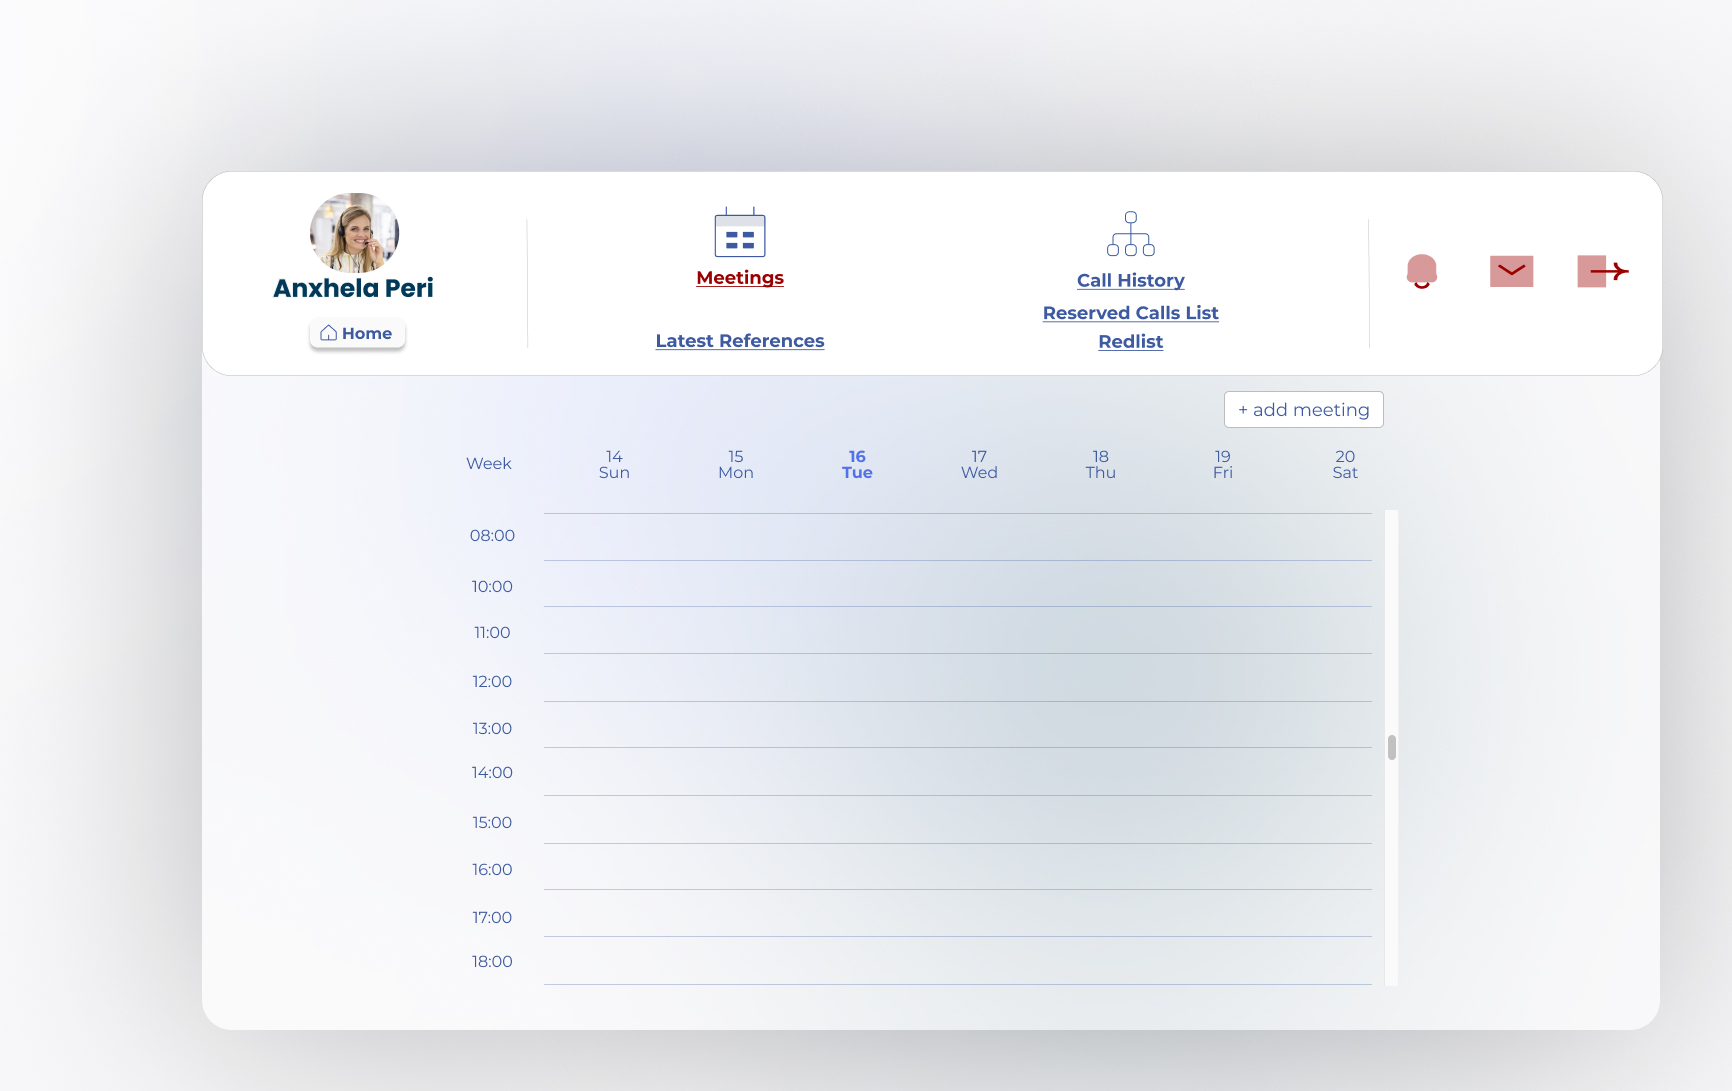 Anxhela Peri
Home
Meetings
Latest References
Call History
Reserved Calls List
Redlist
+ add meeting
Week
14
Sun
15
Mon
16
Tue
17
Wed
18
Thu
19
Fri
20
Sat
08:00
10:00
11:00
12:00
13:00
14:00
15:00
16:00
17:00
18:00